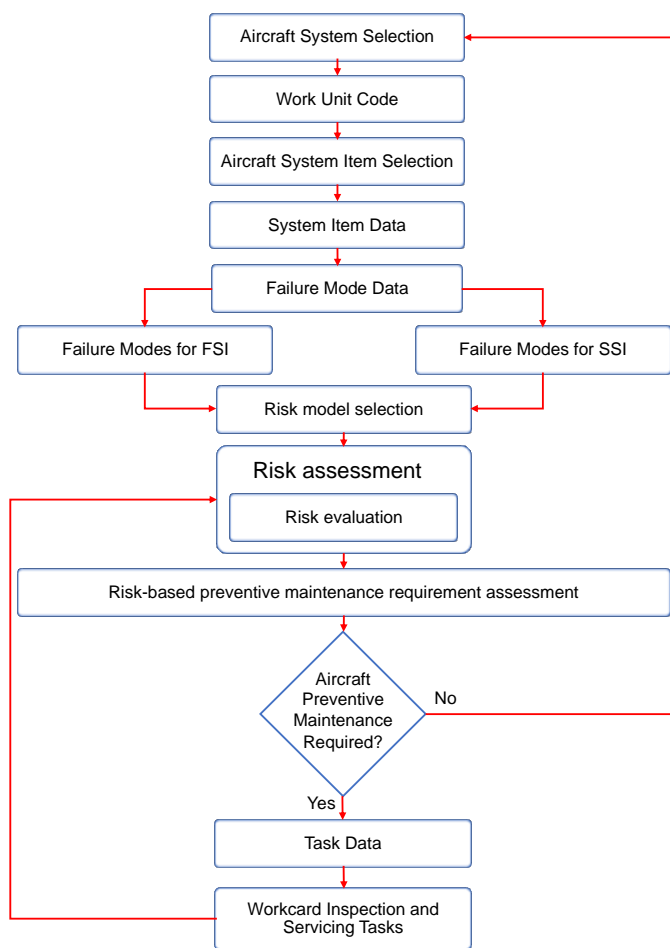 Aircraft System Selection
Work Unit Code
Aircraft System Item Selection
System Item Data
Failure Mode Data
Failure Modes for FSI
Failure Modes for SSI
Risk model selection
Risk assessment
Risk evaluation
Risk-based preventive maintenance requirement assessment
Aircraft
Preventive
Maintenance
Required?
No
Yes
Task Data
Workcard Inspection and
Servicing Tasks